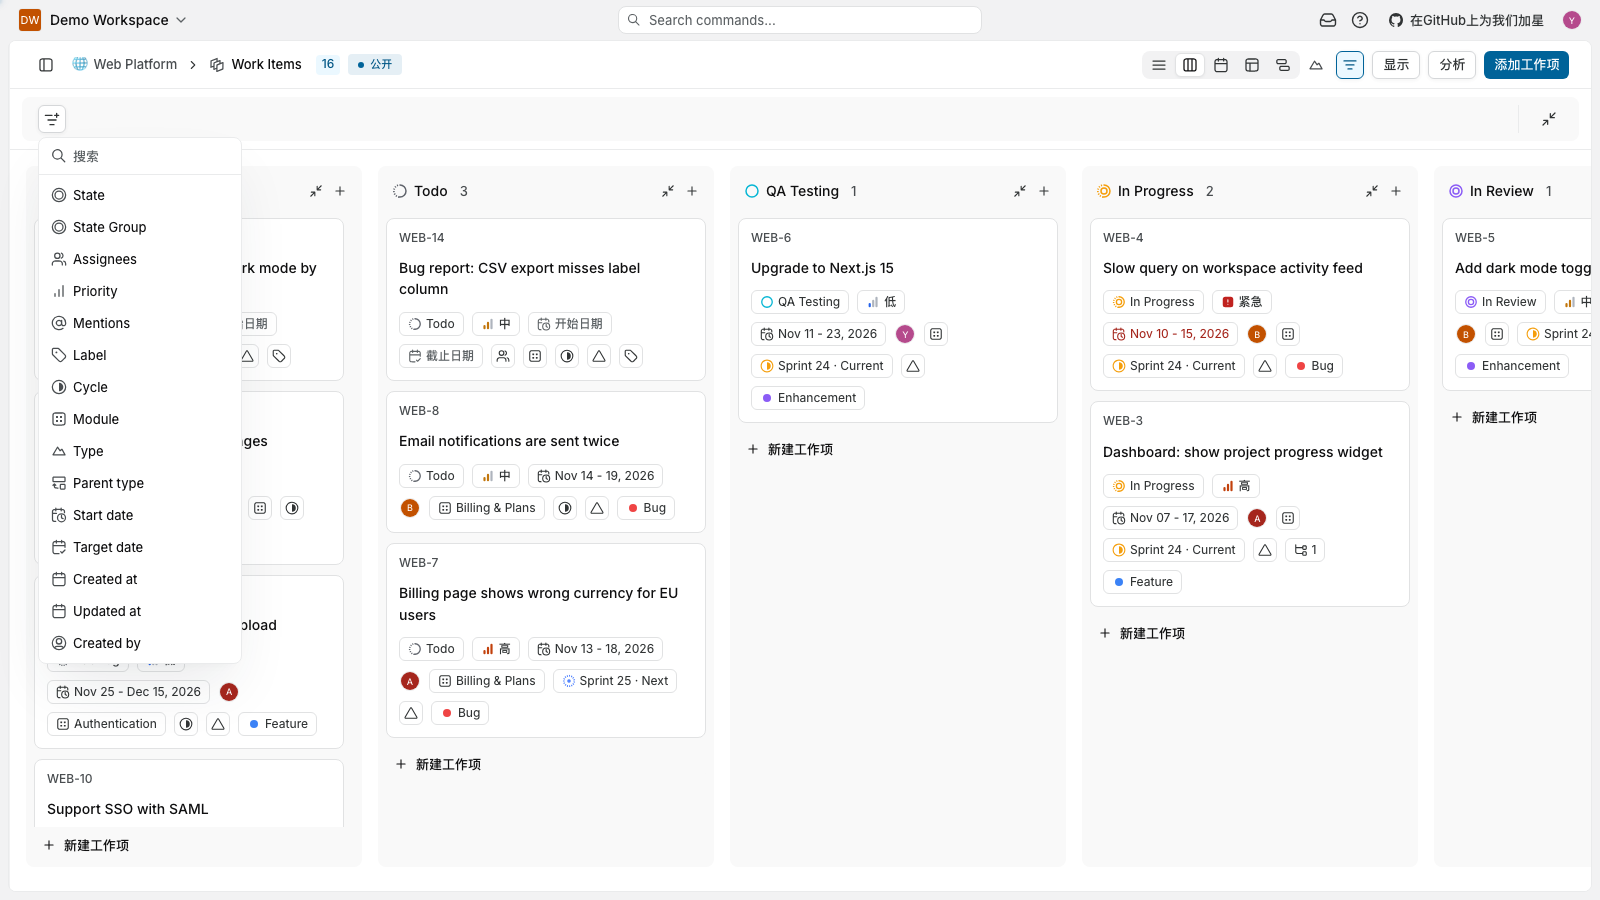 DW Demo Workspace
Search commands...
在GitHub上为我们加星
Y
Web Platform
Work Items
16
公开
显示
分析
添加工作项
搜索
State
State Group
Assignees
Priority
Mentions
Label
Cycle
Module
Type
Parent type
Start date
Target date
Created at
Updated at
Created by
rk mode by
日期
ges
load
Nov 25 - Dec 15, 2026
A
Authentication
Feature
WEB-10
Support SSO with SAML
新建工作项
Todo 3
WEB-14
Bug report: CSV export misses label
column
Todo
中
开始日期
截止日期
WEB-8
Email notifications are sent twice
Todo
中
Nov 14 - 19, 2026
B
Billing & Plans
Bug
WEB-7
Billing page shows wrong currency for EU
users
Todo
高
Nov 13 - 18, 2026
A
Billing & Plans
Sprint 25 · Next
Bug
新建工作项
QA Testing 1
WEB-6
Upgrade to Next.js 15
QA Testing
低
Nov 11 - 23, 2026
Y
Sprint 24 · Current
Enhancement
新建工作项
In Progress 2
WEB-4
Slow query on workspace activity feed
In Progress
紧急
Nov 10 - 15, 2026
B
Sprint 24 · Current
Bug
WEB-3
Dashboard: show project progress widget
In Progress
高
Nov 07 - 17, 2026
A
Sprint 24 · Current
1
Feature
新建工作项
In Review 1
WEB-5
Add dark mode togg
In Review
中
B
Sprint 24
Enhancement
新建工作项